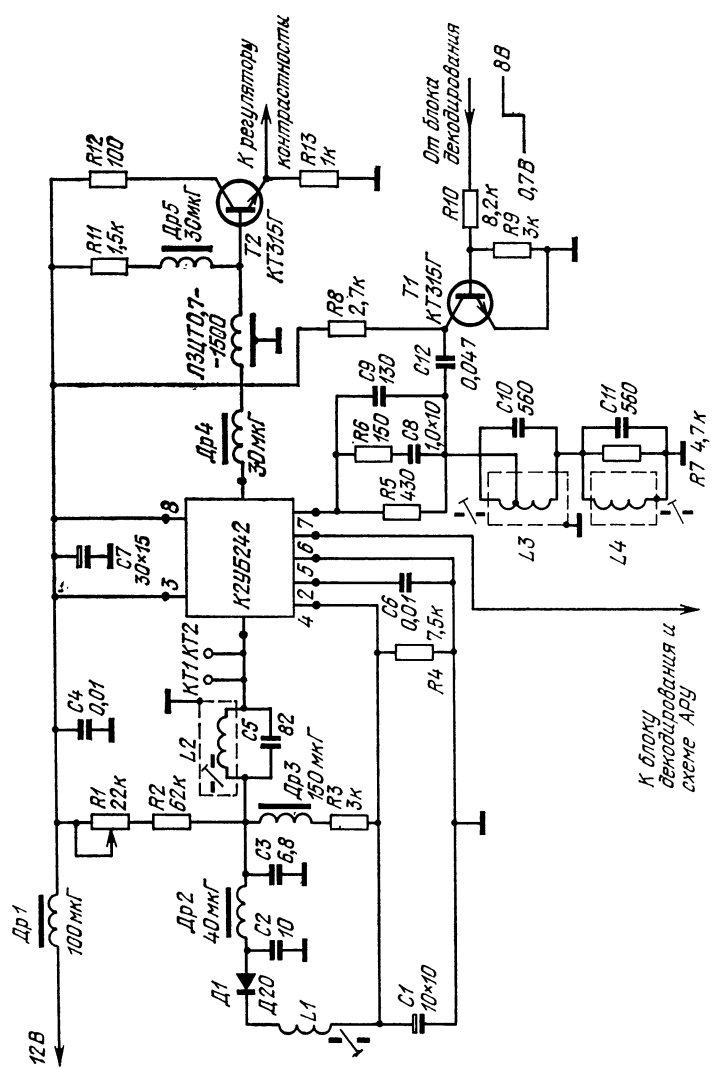 12В
Др1
100мкГ
R1
22к
R2
62к
C4
0,01
C7
30×15
R11
1,5к
R12
100
Др5
30мкГ
T2
КТ315Г
К регулятору
контрастности
R13
1к
Д1
Д20
L1
C2
10
Др2
40мкГ
C3
6,8
Др3
150мкГ
R3
3к
L2
C5
82
КТ1 КТ2
К2УБ242
3
8
4
2
5
6
7
Др4
30мкГ
ЛЗЦТ0,7-
-1500
R8
2,7к
T1
КТ315Г
От блока
декодирования
R10
8,2к
R9
3к
0,7В
8В
C1
10×10
R4
7,5к
C6
0,01
R5
430
R6
150
C8
1,0×10
C9
130
C12
0,047
C10
560
L3
C11
560
L4
R7 4,7к
К блоку
декодирования и
схеме АРУ